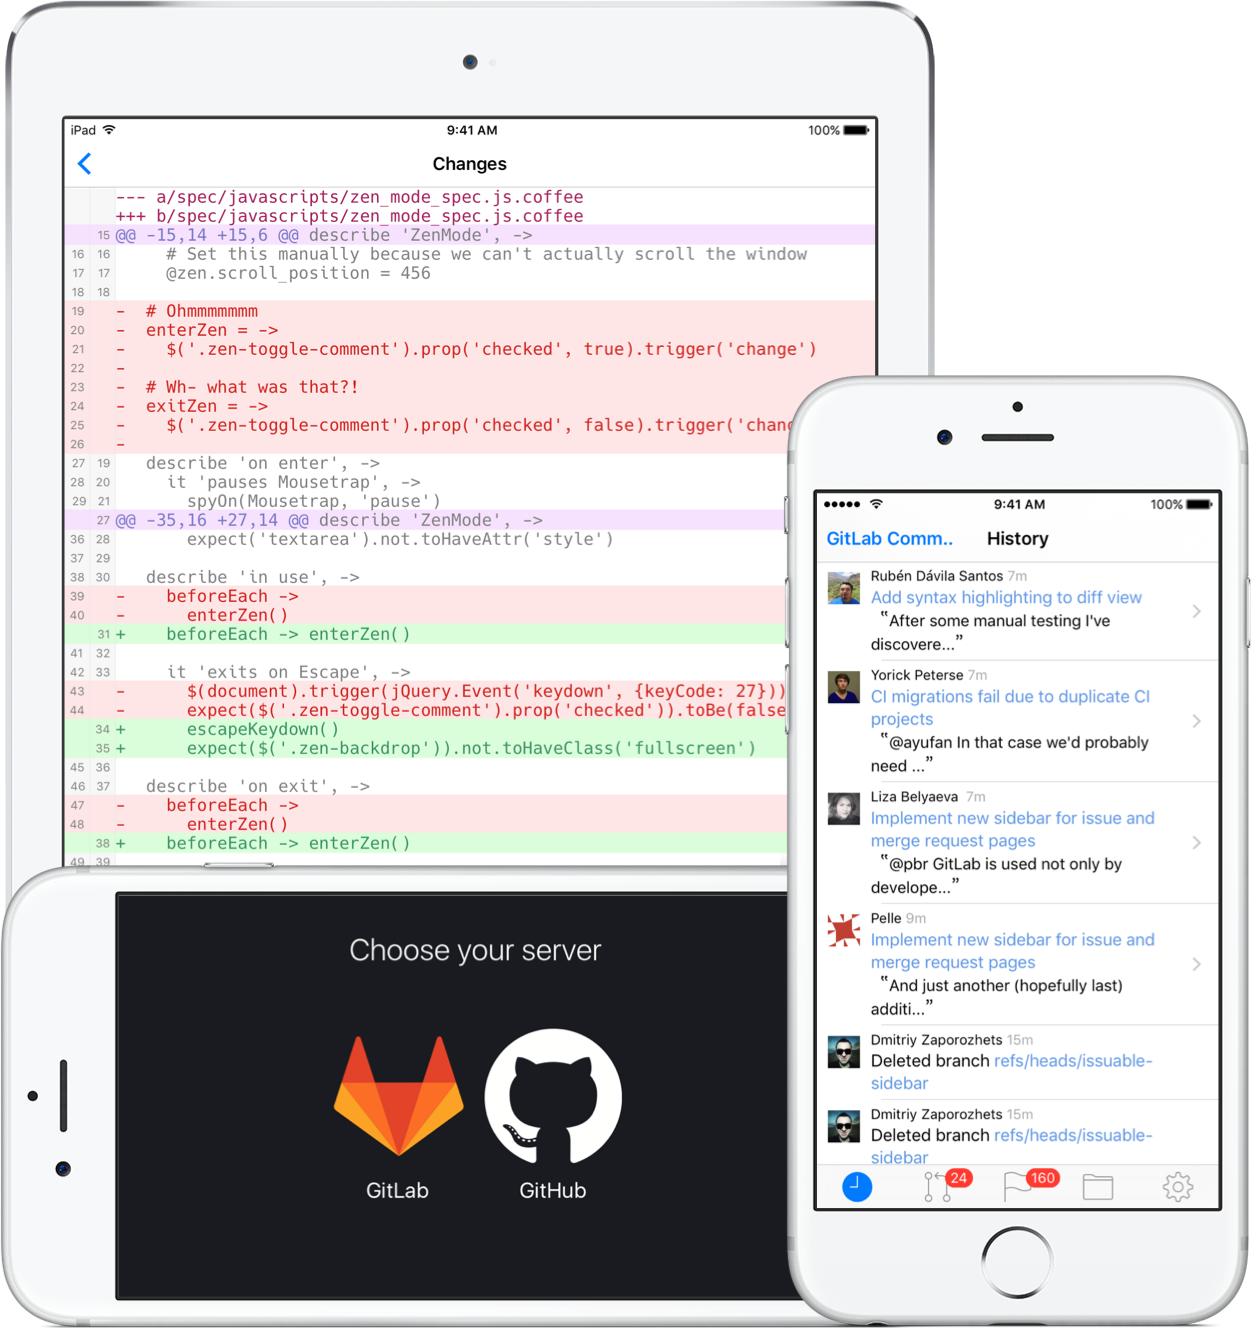 iPad 9:41 AM 100%
Changes
--- a/spec/javascripts/zen_mode_spec.js.coffee
+++ b/spec/javascripts/zen_mode_spec.js.coffee
15 @@ -15,14 +15,6 @@ describe 'ZenMode', ->
16 16 # Set this manually because we can't actually scroll the window
17 17 @zen.scroll_position = 456
18 18
19 - # Ohmmmmmmm
20 - enterZen = ->
21 - $('.zen-toggle-comment').prop('checked', true).trigger('change')
22 -
23 - # Wh- what was that?!
24 - exitZen = ->
25 - $('.zen-toggle-comment').prop('checked', false).trigger('chang
26 -
27 19 describe 'on enter', ->
28 20 it 'pauses Mousetrap', ->
29 21 spyOn(Mousetrap, 'pause')
27 @@ -35,16 +27,14 @@ describe 'ZenMode', ->
36 28 expect('textarea').not.toHaveAttr('style')
37 29
38 30 describe 'in use', ->
39 - beforeEach ->
40 - enterZen()
31 + beforeEach -> enterZen()
41 32
42 33 it 'exits on Escape', ->
43 - $(document).trigger(jQuery.Event('keydown', {keyCode: 27}))
44 - expect($('.zen-toggle-comment').prop('checked')).toBe(false
34 + escapeKeydown()
35 + expect($('.zen-backdrop')).not.toHaveClass('fullscreen')
45 36
46 37 describe 'on exit', ->
47 - beforeEach ->
48 - enterZen()
38 + beforeEach -> enterZen()
49 39
Choose your server
GitLab GitHub
9:41 AM 100%
GitLab Comm.. History
Rubén Dávila Santos 7m
Add syntax highlighting to diff view
"After some manual testing I've
discovere..."
Yorick Peterse 7m
CI migrations fail due to duplicate CI
projects
"@ayufan In that case we'd probably
need ..."
Liza Belyaeva 7m
Implement new sidebar for issue and
merge request pages
"@pbr GitLab is used not only by
develope..."
Pelle 9m
Implement new sidebar for issue and
merge request pages
"And just another (hopefully last)
additi..."
Dmitriy Zaporozhets 15m
Deleted branch refs/heads/issuable-
sidebar
Dmitriy Zaporozhets 15m
Deleted branch refs/heads/issuable-
sidebar
24 160